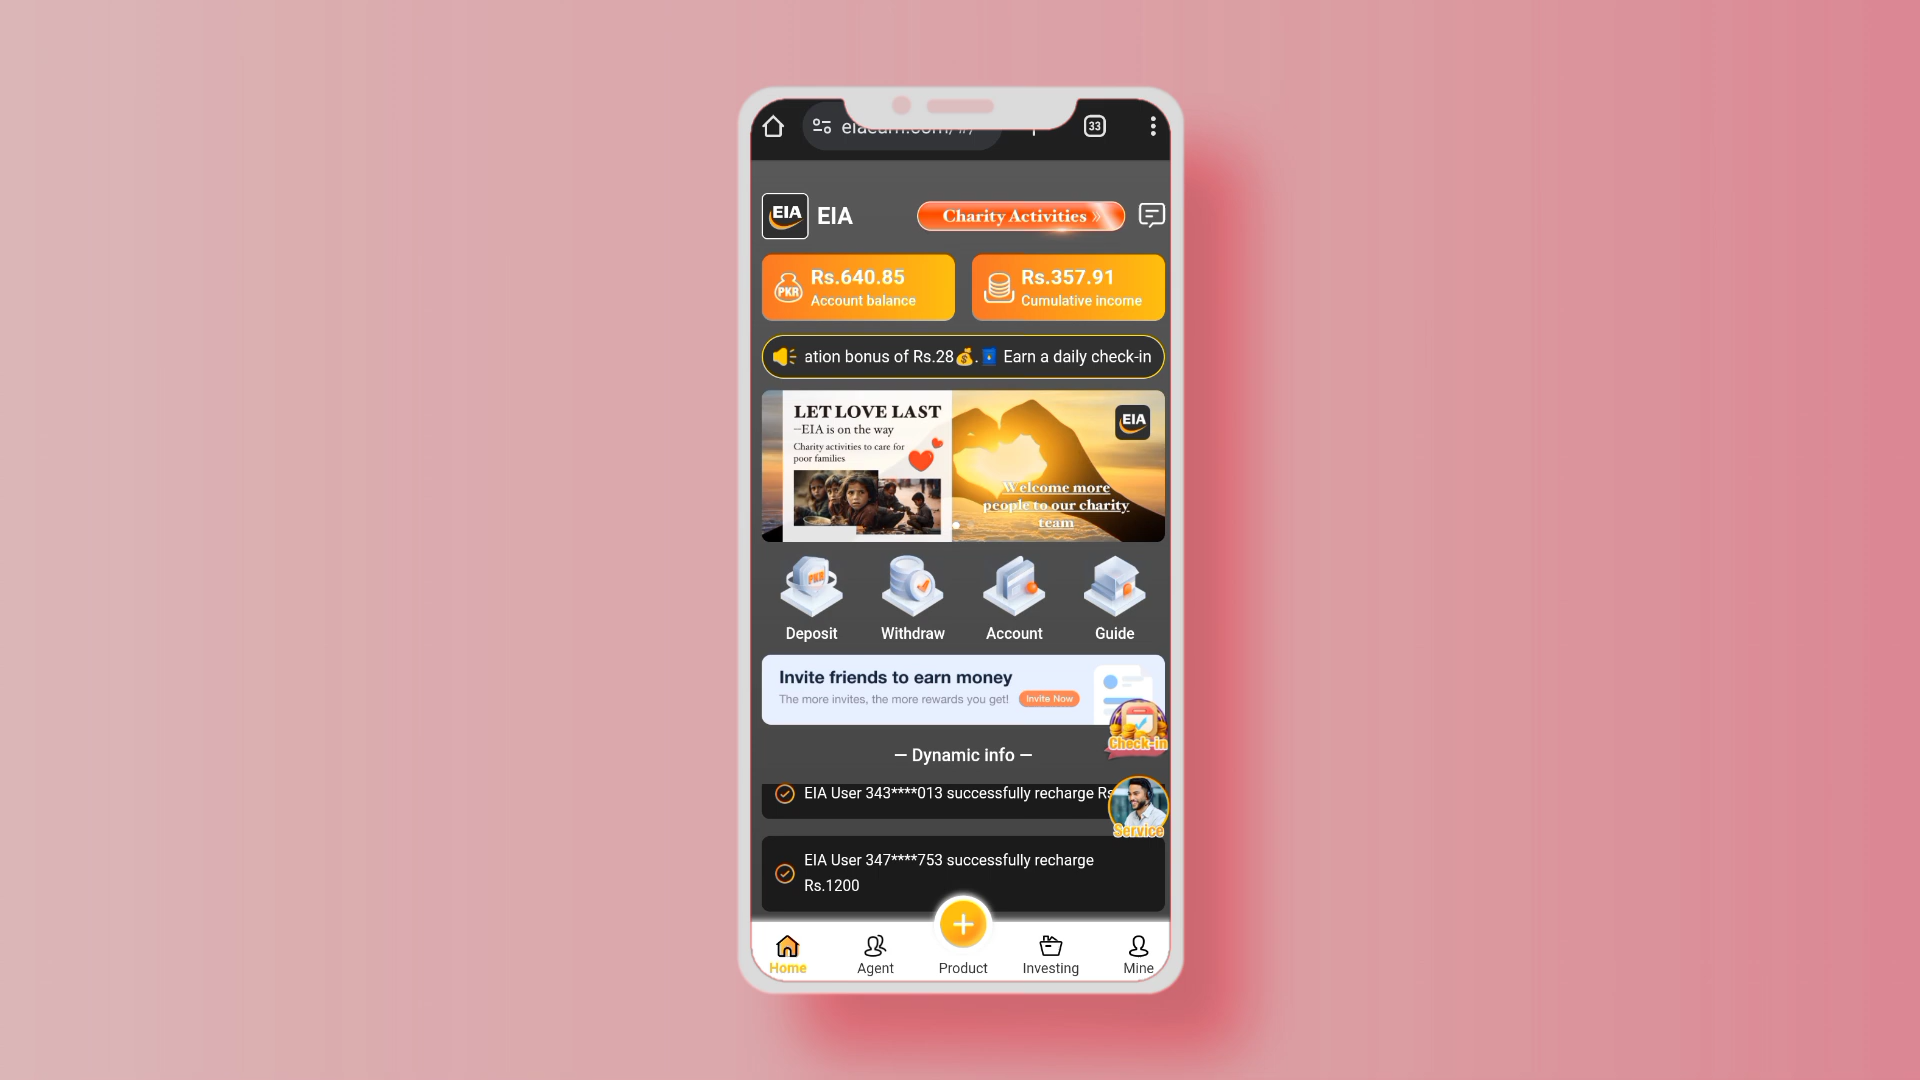 33
EIA
EIA
Charity Activities »
Rs.640.85
Account balance
PKR
Rs.357.91
Cumulative income
ation bonus of Rs.28💰.🛢️ Earn a daily check-in
LET LOVE LAST
–EIA is on the way
Charity activities to care for
poor families
EIA
Welcome more
people to our charity
team
PKR
Deposit
Withdraw
Account
Guide
Invite friends to earn money
The more invites, the more rewards you get!
Invite Now
Check-in
— Dynamic info —
EIA User 343****013 successfully recharge Rs
Service
EIA User 347****753 successfully recharge
Rs.1200
Home
Agent
Product
Investing
Mine